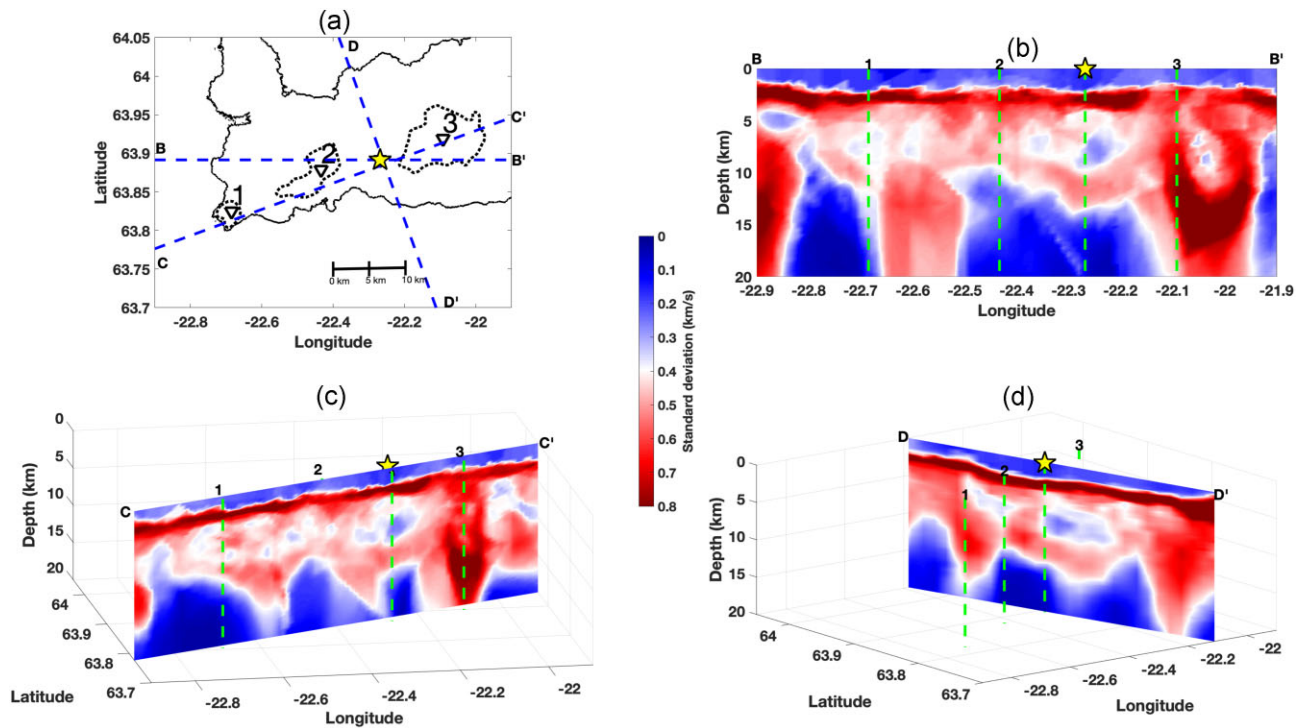 (a)
D
64.05
64
63.95
63.9
63.85
63.8
63.75
63.7
Latitude
C'
3
B
2
B'
1
C
0 km 5 km 10 km
D'
-22.8 -22.6 -22.4 -22.2 -22
Longitude
(b)
B 1 2 3 B'
0
5
10
15
20
Depth (km)
-22.9 -22.8 -22.7 -22.6 -22.5 -22.4 -22.3 -22.2 -22.1 -22 -21.9
Longitude
0
0.1
0.2
0.3
0.4
0.5
0.6
0.7
0.8
Standard deviation (km/s)
(c)
0
5
10
15
20
Depth (km)
C 1 2 3 C'
64
63.9
63.8
63.7
Latitude
-22.8 -22.6 -22.4 -22.2 -22
Longitude
(d)
D 3
0
5
10
15
20
Depth (km)
1 2 D'
64
63.9
63.8
63.7
Latitude
-22.8 -22.6 -22.4 -22.2 -22
Longitude